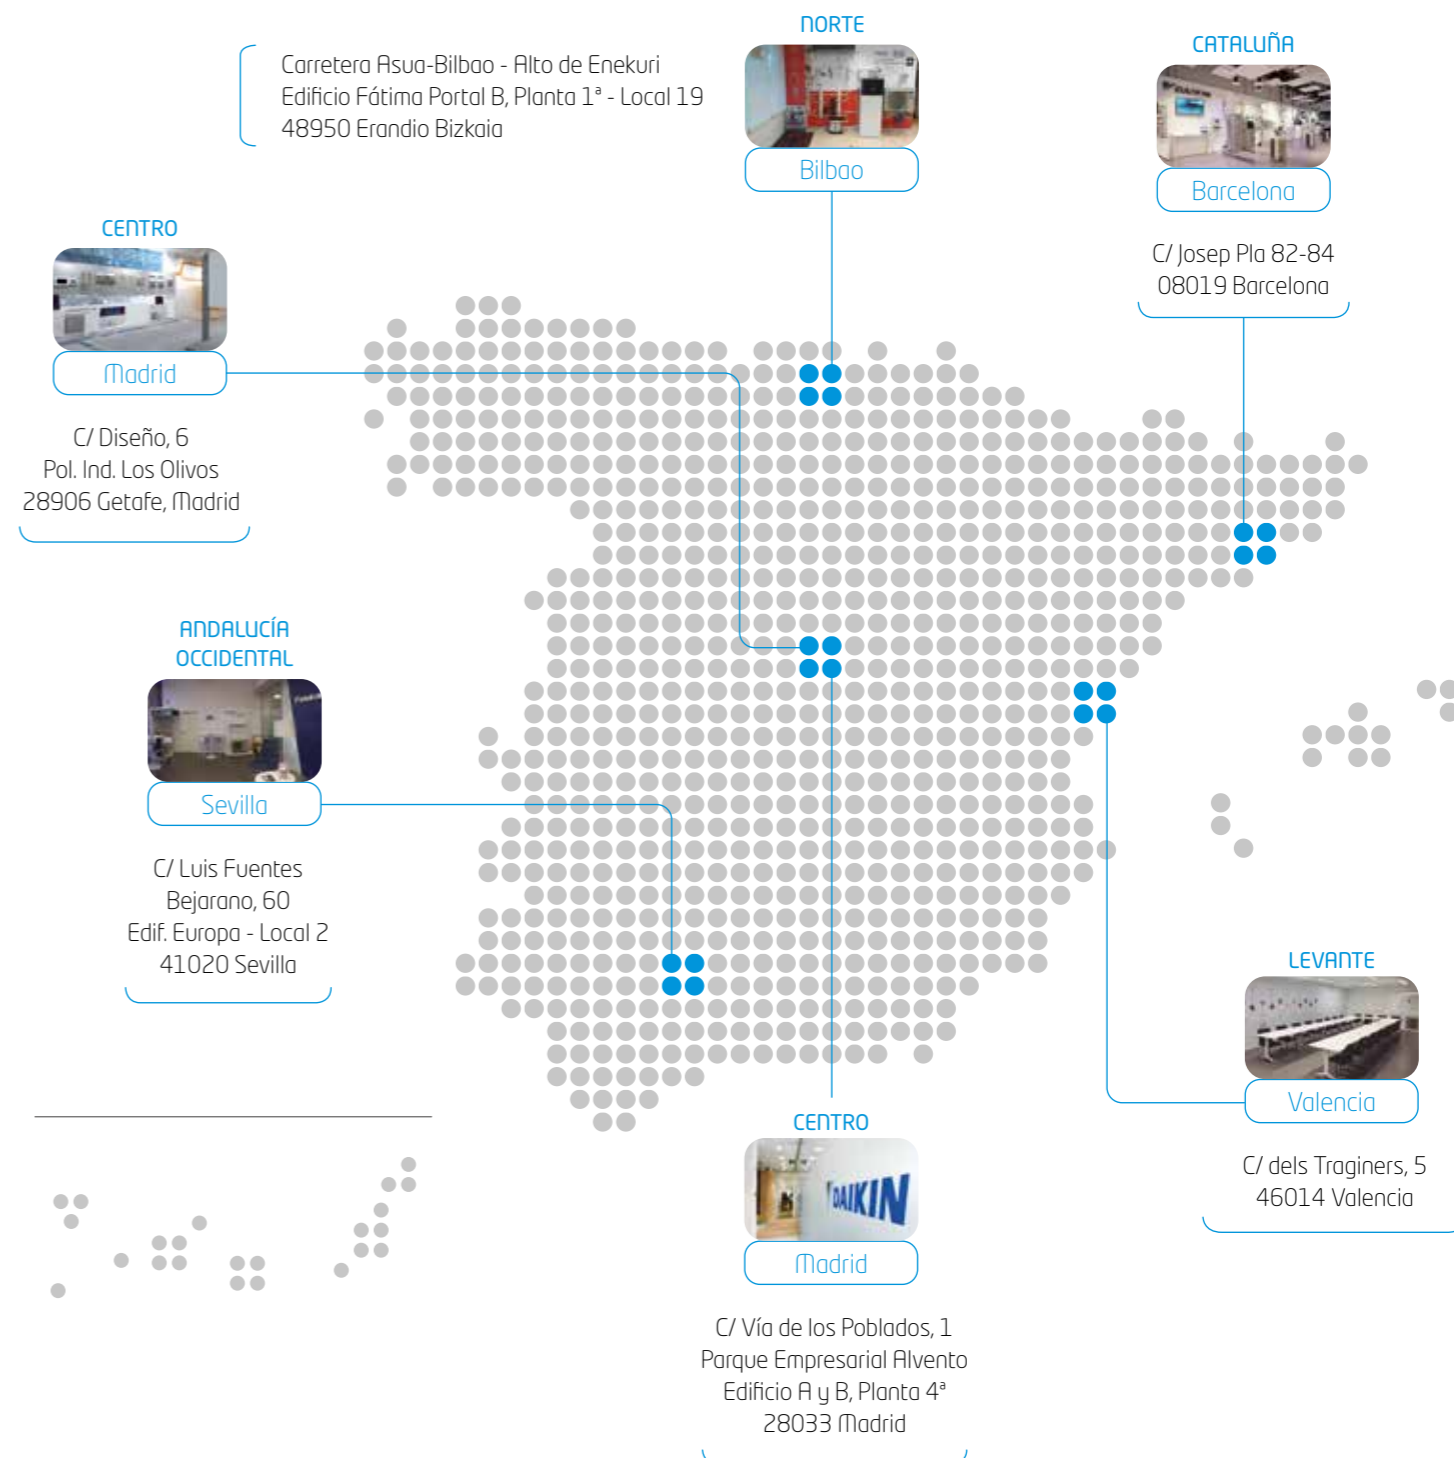 NORTE
Carretera Asua-Bilbao - Alto de Enekuri
Edificio Fátima Portal B, Planta 1ª - Local 19
48950 Erandio Bizkaia
Bilbao
CATALUÑA
Barcelona
C/ Josep Pla 82-84
08019 Barcelona
CENTRO
Madrid
C/ Diseño, 6
Pol. Ind. Los Olivos
28906 Getafe, Madrid
ANDALUCÍA
OCCIDENTAL
Sevilla
C/ Luis Fuentes
Bejarano, 60
Edif. Europa - Local 2
41020 Sevilla
LEVANTE
Valencia
C/ dels Traginers, 5
46014 Valencia
CENTRO
DAIKIN
Madrid
C/ Vía de los Poblados, 1
Parque Empresarial Alvento
Edificio A y B, Planta 4ª
28033 Madrid